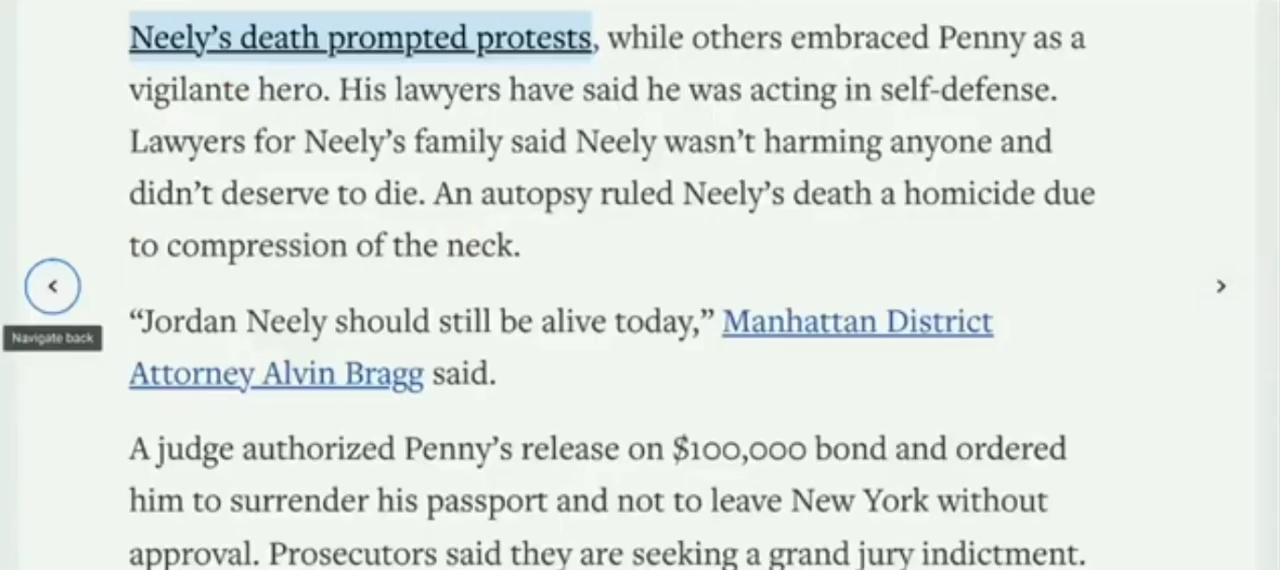 Neely’s death prompted protests, while others embraced Penny as a
vigilante hero. His lawyers have said he was acting in self-defense.
Lawyers for Neely’s family said Neely wasn’t harming anyone and
didn’t deserve to die. An autopsy ruled Neely’s death a homicide due
to compression of the neck.
Navigate back
“Jordan Neely should still be alive today,” Manhattan District
Attorney Alvin Bragg said.
A judge authorized Penny’s release on $100,000 bond and ordered
him to surrender his passport and not to leave New York without
approval. Prosecutors said they are seeking a grand jury indictment.